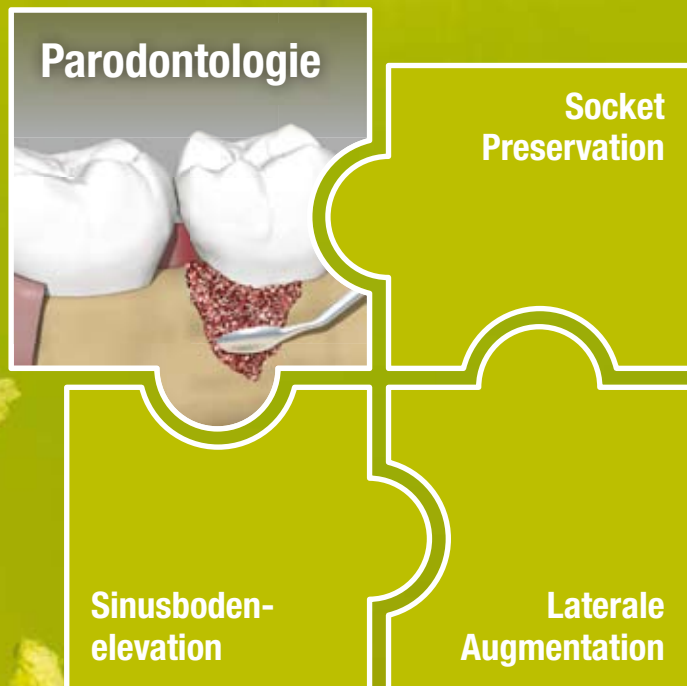 Parodontologie
Socket
Preservation
Sinusboden-
elevation
Laterale
Augmentation